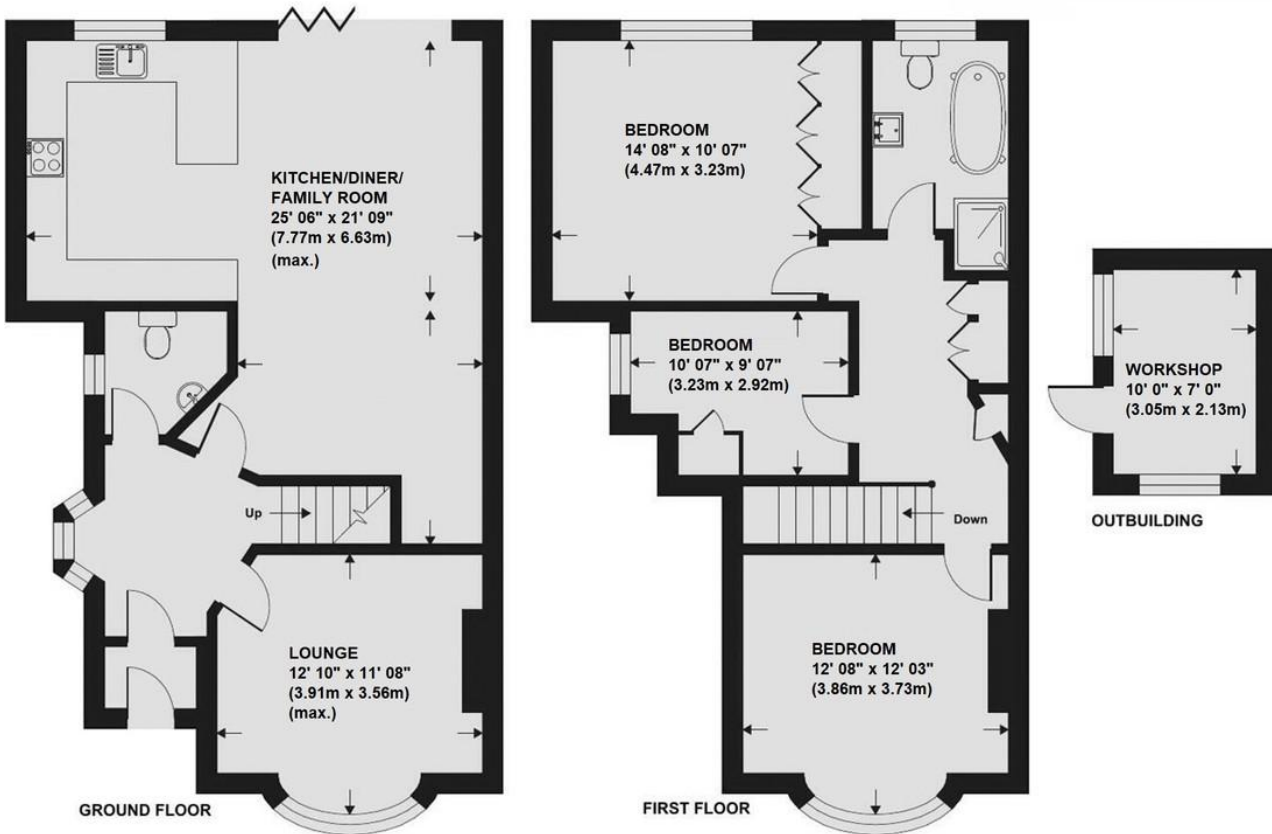 KITCHEN/DINER/
FAMILY ROOM
25' 06" x 21' 09"
(7.77m x 6.63m)
(max.)
Up
LOUNGE
12' 10" x 11' 08"
(3.91m x 3.56m)
(max.)
GROUND FLOOR
BEDROOM
14' 08" x 10' 07"
(4.47m x 3.23m)
BEDROOM
10' 07" x 9' 07"
(3.23m x 2.92m)
Down
BEDROOM
12' 08" x 12' 03"
(3.86m x 3.73m)
FIRST FLOOR
WORKSHOP
10' 0" x 7' 0"
(3.05m x 2.13m)
OUTBUILDING